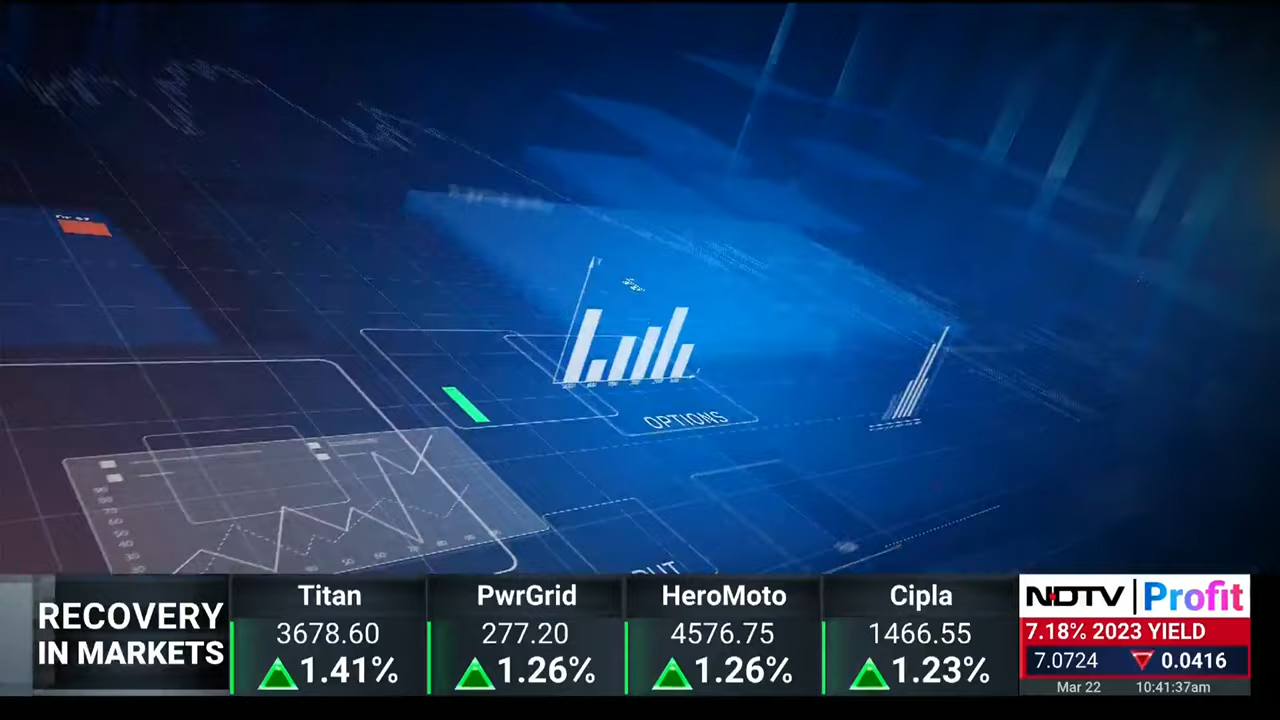 OPTIONS
RECOVERY
IN MARKETS
Titan
3678.60
1.41%
PwrGrid
277.20
1.26%
HeroMoto
4576.75
1.26%
Cipla
1466.55
1.23%
NDTV Profit
7.18% 2023 YIELD
7.0724 0.0416
Mar 22 10:41:37am